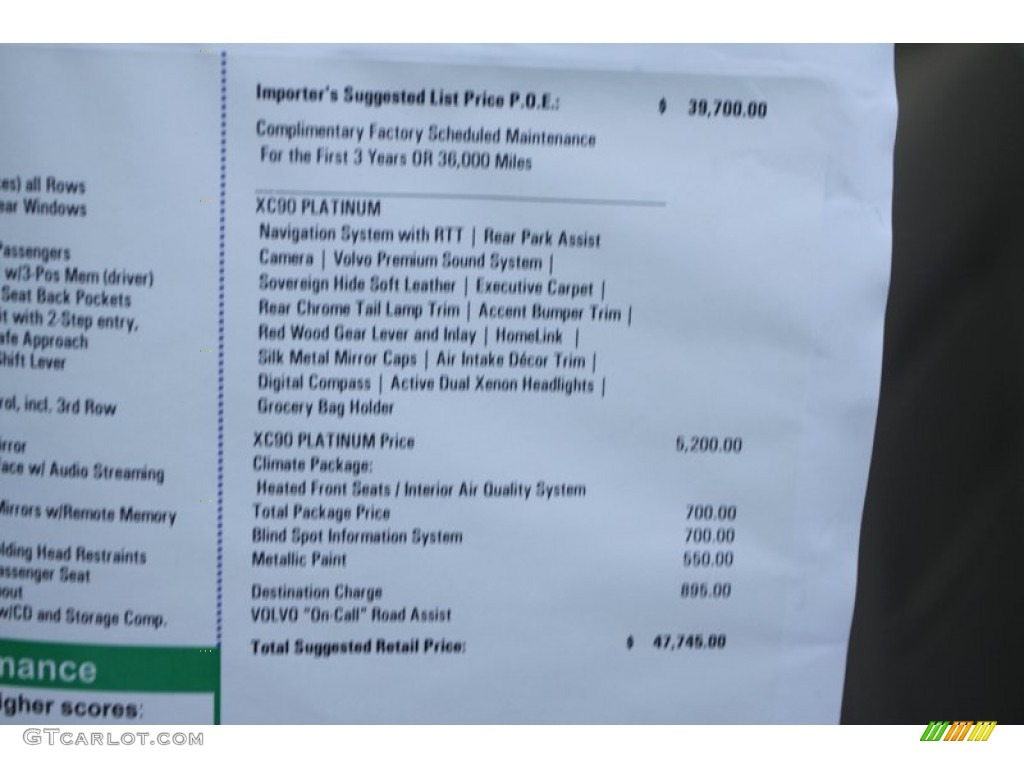 es) all Rows
ear Windows
Passengers
w/3-Pos Mem (driver)
Seat Back Pockets
it with 2-Step entry,
afe Approach
Shift Lever
rol, incl. 3rd Row
irror
ace w/ Audio Streaming
Mirrors w/Remote Memory
lding Head Restraints
assenger Seat
out
w/CD and Storage Comp.
mance
igher scores:
Importer's Suggested List Price P.O.E.: $ 39,700.00
Complimentary Factory Scheduled Maintenance
For the First 3 Years OR 36,000 Miles
XC90 PLATINUM
Navigation System with RTT | Rear Park Assist
Camera | Volvo Premium Sound System |
Sovereign Hide Soft Leather | Executive Carpet |
Rear Chrome Tail Lamp Trim | Accent Bumper Trim |
Red Wood Gear Lever and Inlay | HomeLink |
Silk Metal Mirror Caps | Air Intake Décor Trim |
Digital Compass | Active Dual Xenon Headlights |
Grocery Bag Holder
XC90 PLATINUM Price 5,200.00
Climate Package:
Heated Front Seats / Interior Air Quality System
Total Package Price 700.00
Blind Spot Information System 700.00
Metallic Paint 550.00
Destination Charge 895.00
VOLVO "On-Call" Road Assist
Total Suggested Retail Price: $ 47,745.00
GTCARLOT.COM